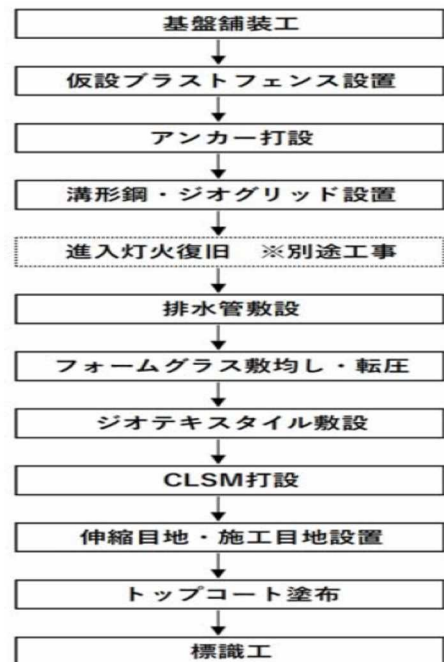 基盤舗装工
仮設ブラストフェンス設置
アンカー打設
溝形鋼・ジオグリッド設置
進入灯火復旧　※別途工事
排水管敷設
フォームグラス敷均し・転圧
ジオテキスタイル敷設
CLSM打設
伸縮目地・施工目地設置
トップコート塗布
標識工